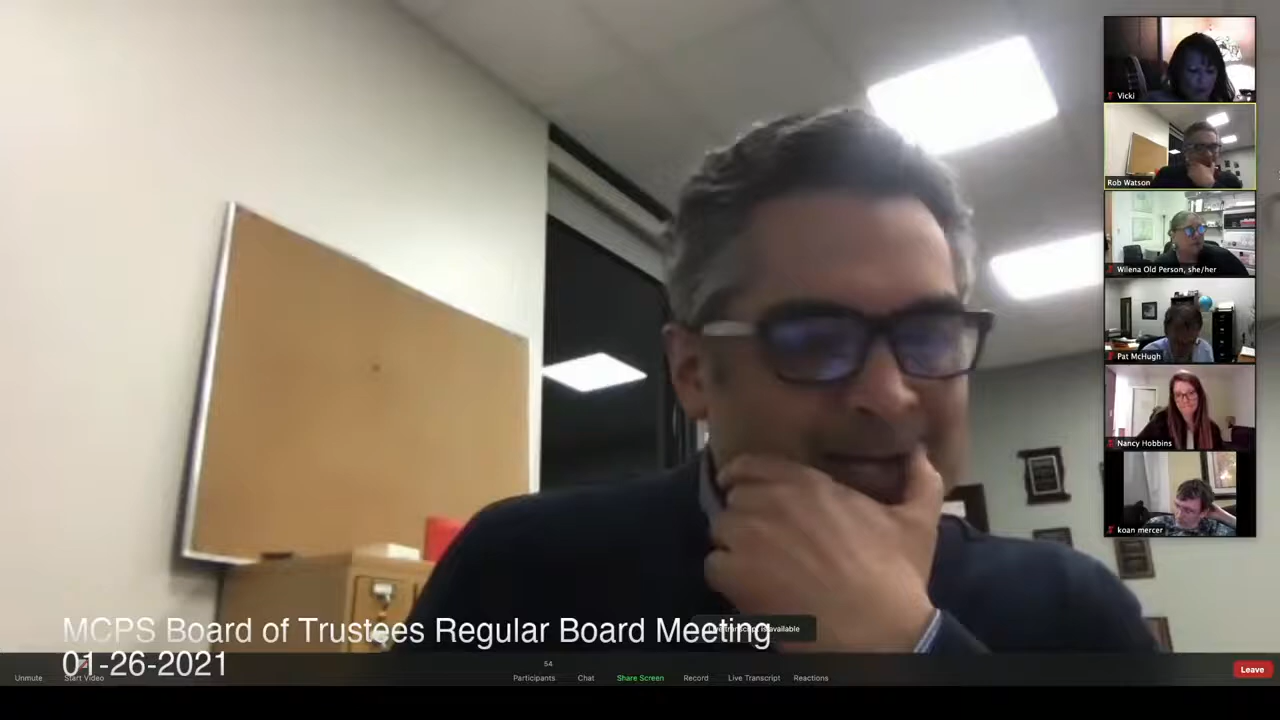 Vicki
Rob Watson
Wilena Old Person, she/her
Pat McHugh
Nancy Hobbins
koan mercer
MCPS Board of Trustees Regular Board Meeting
01-26-2021
Unmute
Start Video
54
Participants
Chat
Share Screen
Record
Live Transcript
Reactions
Leave